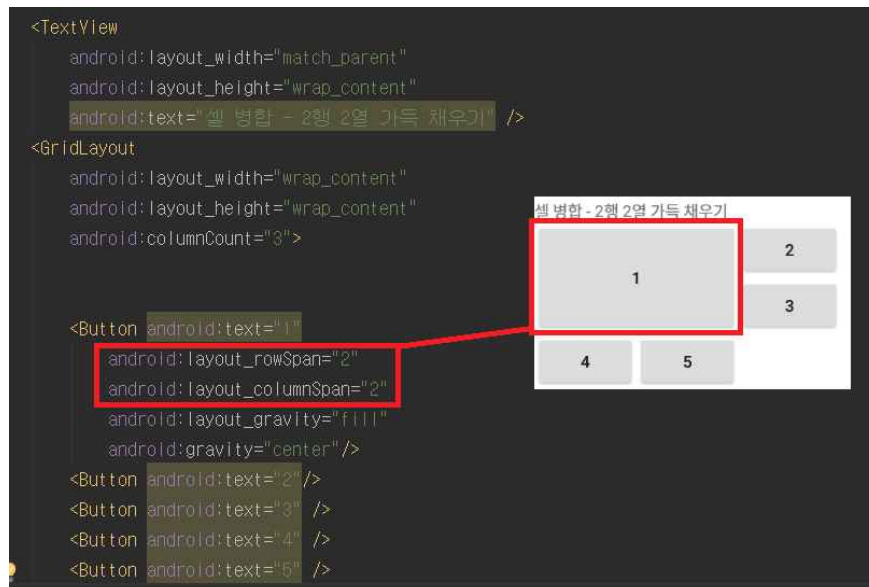 <TextView
android:layout_width="match_parent"
android:layout_height="wrap_content"
android:text="셀 병합 - 2행 2열 가득 채우기" />
<GridLayout
android:layout_width="wrap_content"
android:layout_height="wrap_content"
android:columnCount="3">
<Button android:text="1"
android:layout_rowSpan="2"
android:layout_columnSpan="2"
android:layout_gravity="fill"
android:gravity="center"/>
<Button android:text="2"/>
<Button android:text="3" />
<Button android:text="4" />
<Button android:text="5" />
셀 병합 - 2행 2열 가득 채우기
1
2
3
4
5